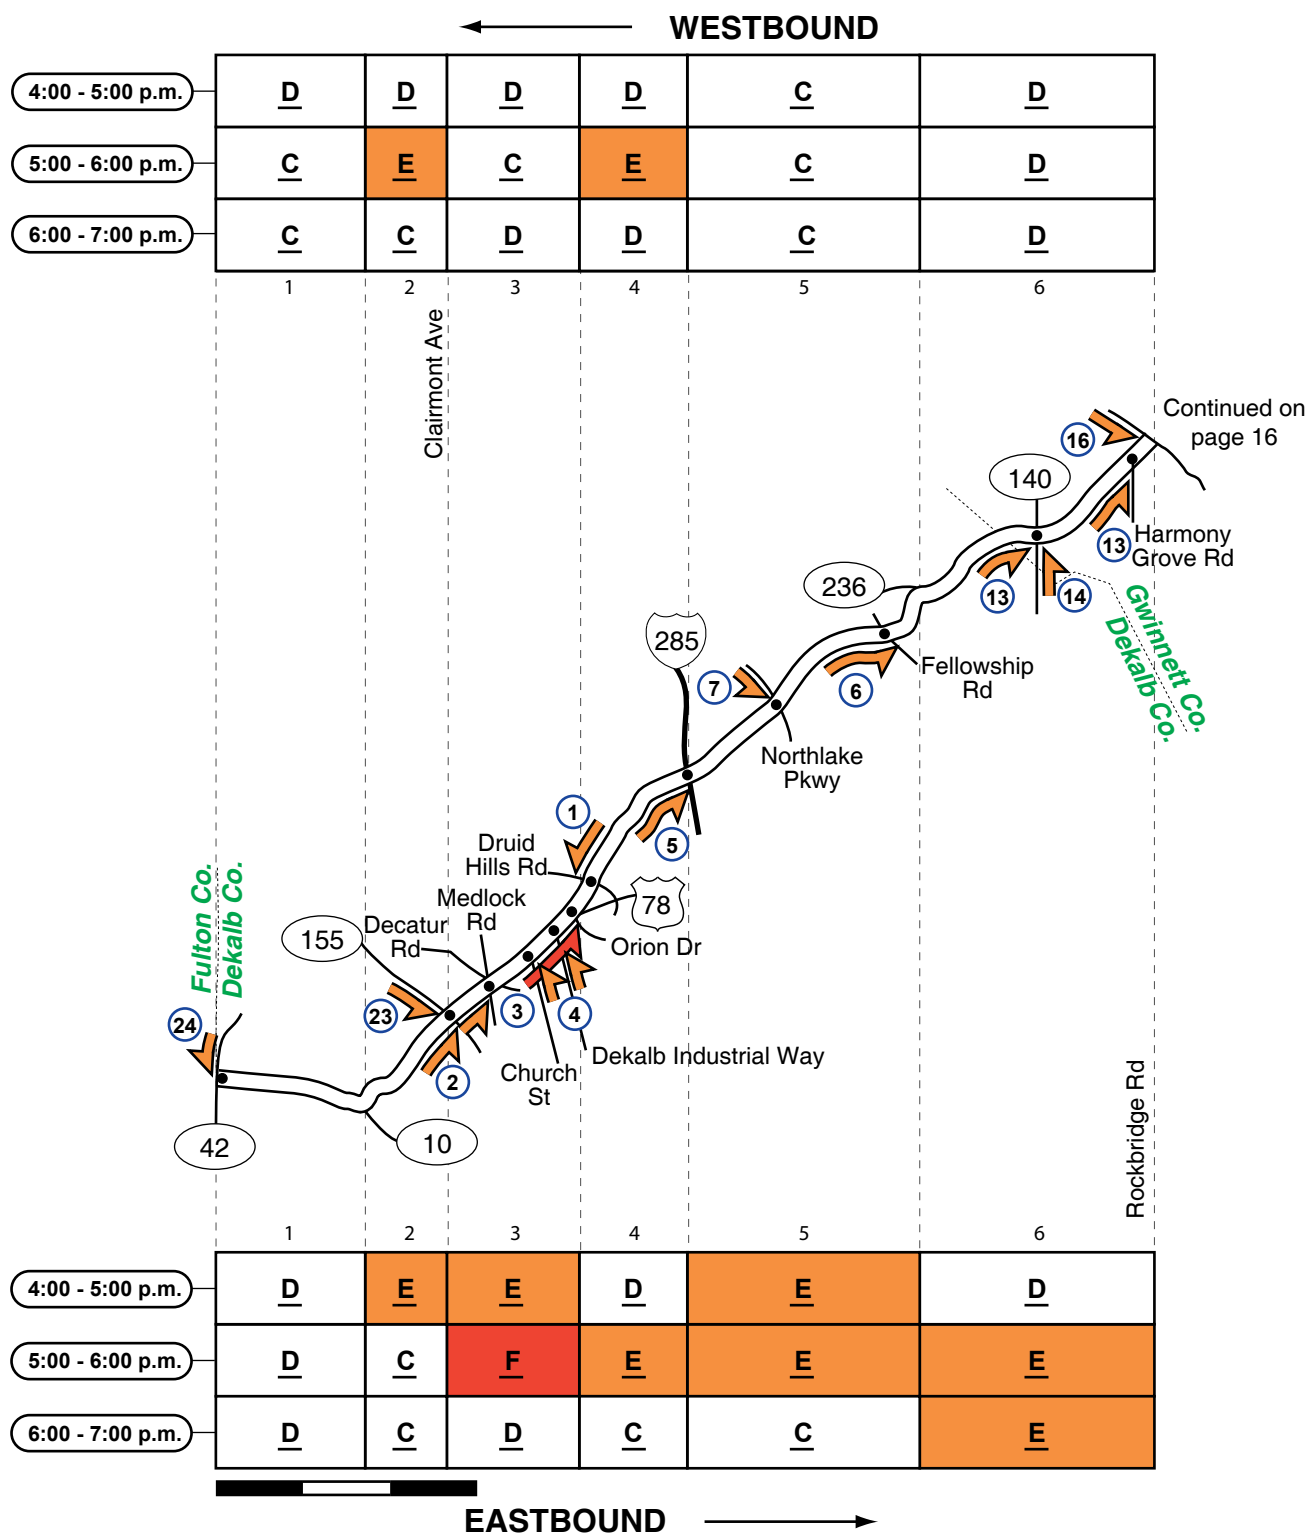 WESTBOUND
4:00 - 5:00 p.m. D D D D C D
5:00 - 6:00 p.m. C E C E C D
6:00 - 7:00 p.m. C C D D C D
1 2 3 4 5 6
Clairmont Ave
Continued on
page 16
16
140
13
Harmony
Grove Rd
236
13
14
Gwinnett Co.
Dekalb Co.
285
Fellowship
Rd
7
6
Northlake
Pkwy
1
5
Druid
Hills Rd
Medlock
Rd
78
Decatur
Rd
155
Orion Dr
Fulton Co.
Dekalb Co.
23
3
4
24
Dekalb Industrial Way
Church
St
2
42
10
Rockbridge Rd
1 2 3 4 5 6
4:00 - 5:00 p.m. D E E D E D
5:00 - 6:00 p.m. D C F E E E
6:00 - 7:00 p.m. D C D C C E
EASTBOUND